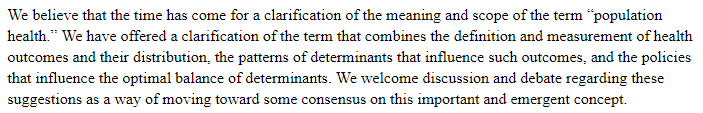 We believe that the time has come for a clarification of the meaning and scope of the term “population
health.” We have offered a clarification of the term that combines the definition and measurement of health
outcomes and their distribution, the patterns of determinants that influence such outcomes, and the policies
that influence the optimal balance of determinants. We welcome discussion and debate regarding these
suggestions as a way of moving toward some consensus on this important and emergent concept.